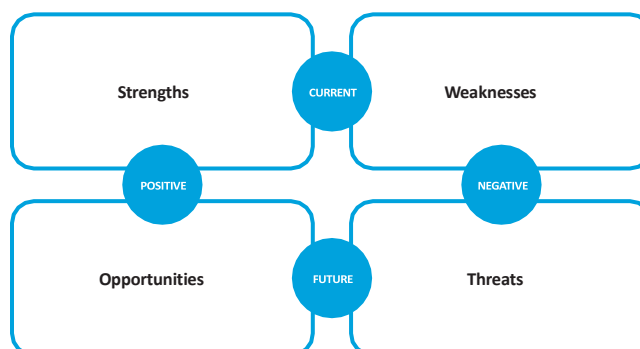 Strengths
CURRENT
Weaknesses
POSITIVE
NEGATIVE
Opportunities
FUTURE
Threats